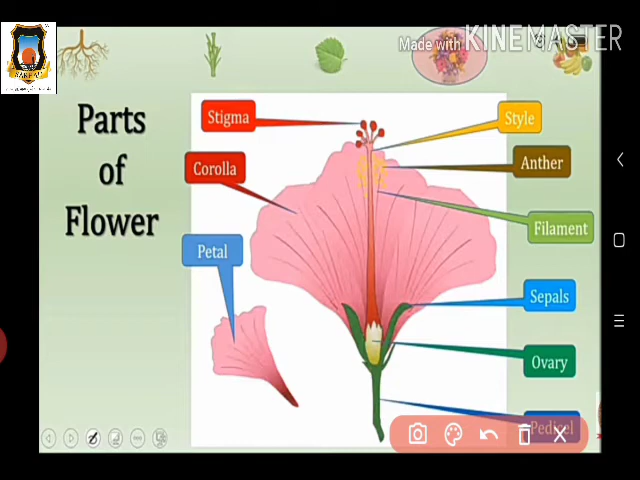 Made with KINEMASTER
Parts
of
Flower
Stigma
Corolla
Petal
Style
Anther
Filament
Sepals
Ovary
Pedicel